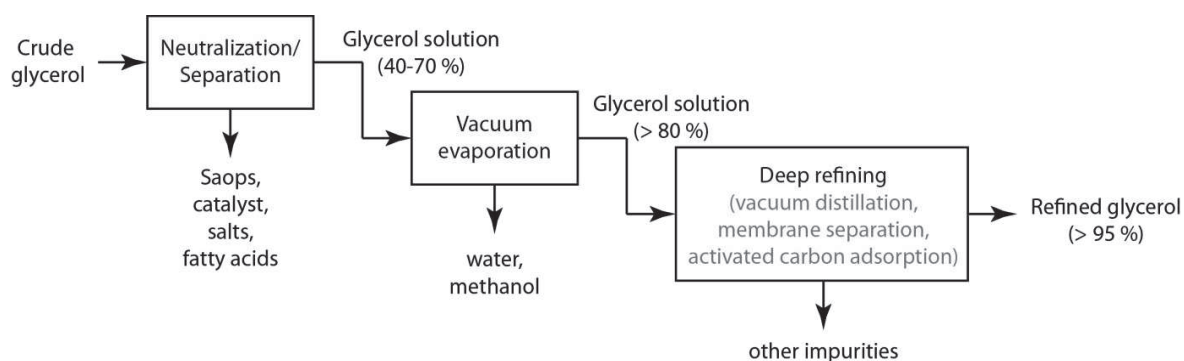 Crude
glycerol
Neutralization/
Separation
Glycerol solution
(40-70 %)
Saops,
catalyst,
salts,
fatty acids
Vacuum
evaporation
Glycerol solution
(> 80 %)
water,
methanol
Deep refining
(vacuum distillation,
membrane separation,
activated carbon adsorption)
Refined glycerol
(> 95 %)
other impurities